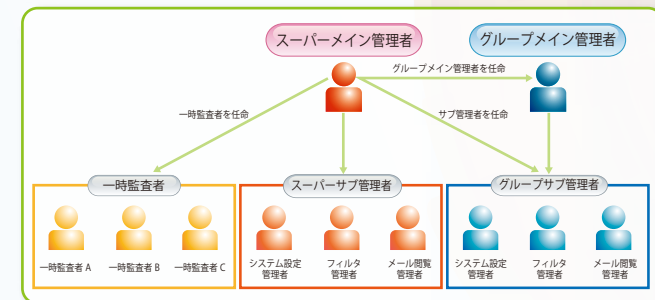 スーパーメイン管理者
グループメイン管理者
グループメイン管理者を任命
一時監査者を任命
サブ管理者を任命
一時監査者
スーパーサブ管理者
グループサブ管理者
一時監査者 A
一時監査者 B
一時監査者 C
システム設定
管理者
フィルタ
管理者
メール閲覧
管理者
システム設定
管理者
フィルタ
管理者
メール閲覧
管理者